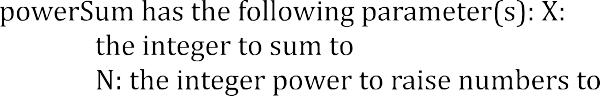 powerSum has the following parameter(s): X:
the integer to sum to
N: the integer power to raise numbers to